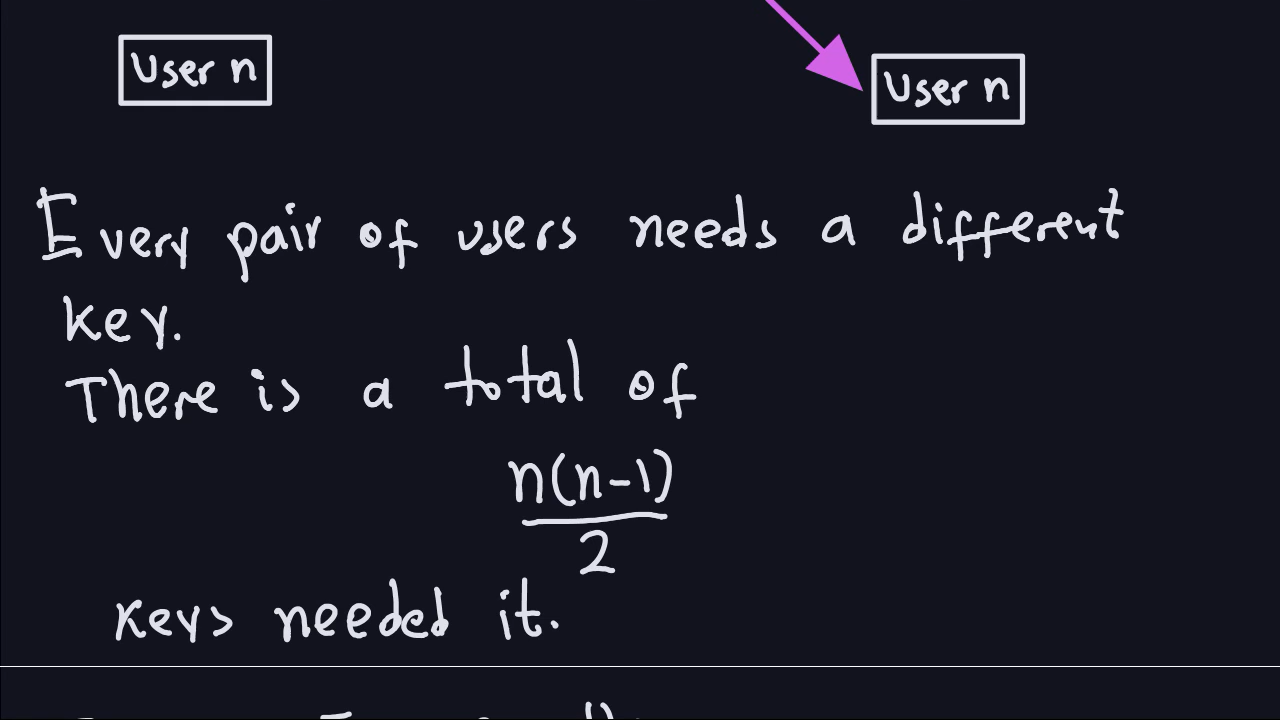 User n
User n
Every pair of users needs a different
key.
There is a total of
n(n-1)
2
keys needed it.